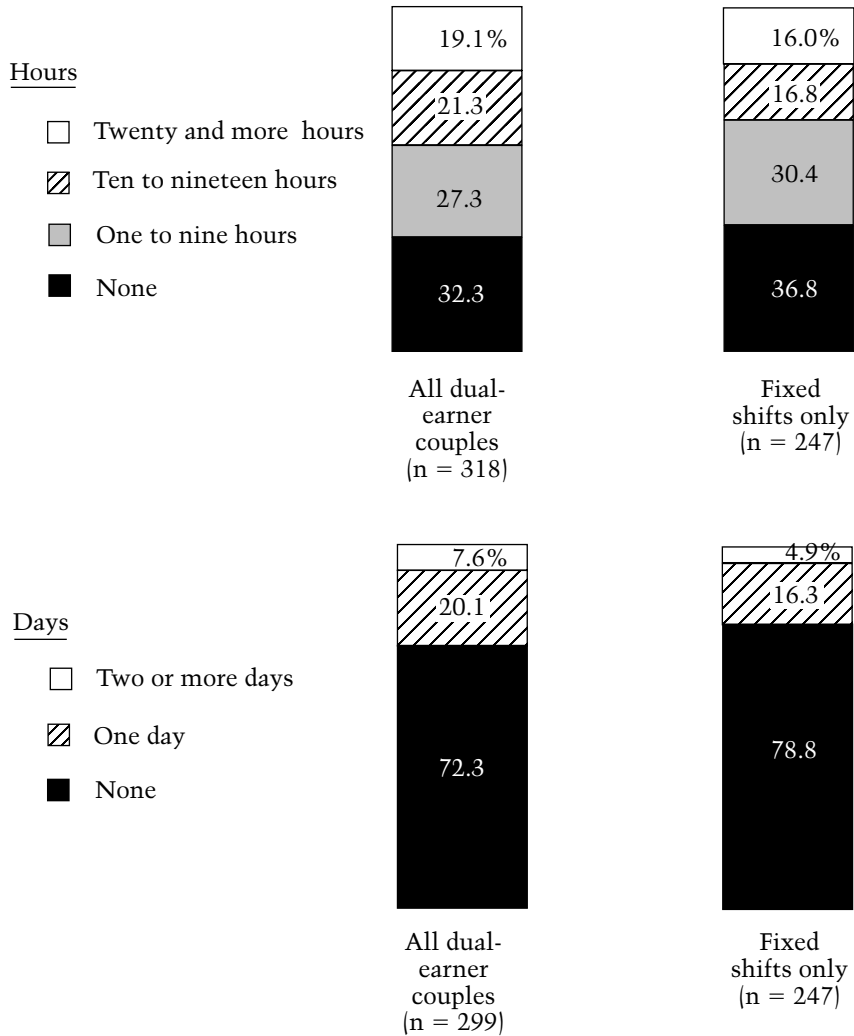 Hours
Twenty and more hours
Ten to nineteen hours
One to nine hours
None
19.1%
21.3
27.3
32.3
All dual-
earner
couples
(n = 318)
16.0%
16.8
30.4
36.8
Fixed
shifts only
(n = 247)
Days
Two or more days
One day
None
7.6%
20.1
72.3
All dual-
earner
couples
(n = 299)
4.9%
16.3
78.8
Fixed
shifts only
(n = 247)